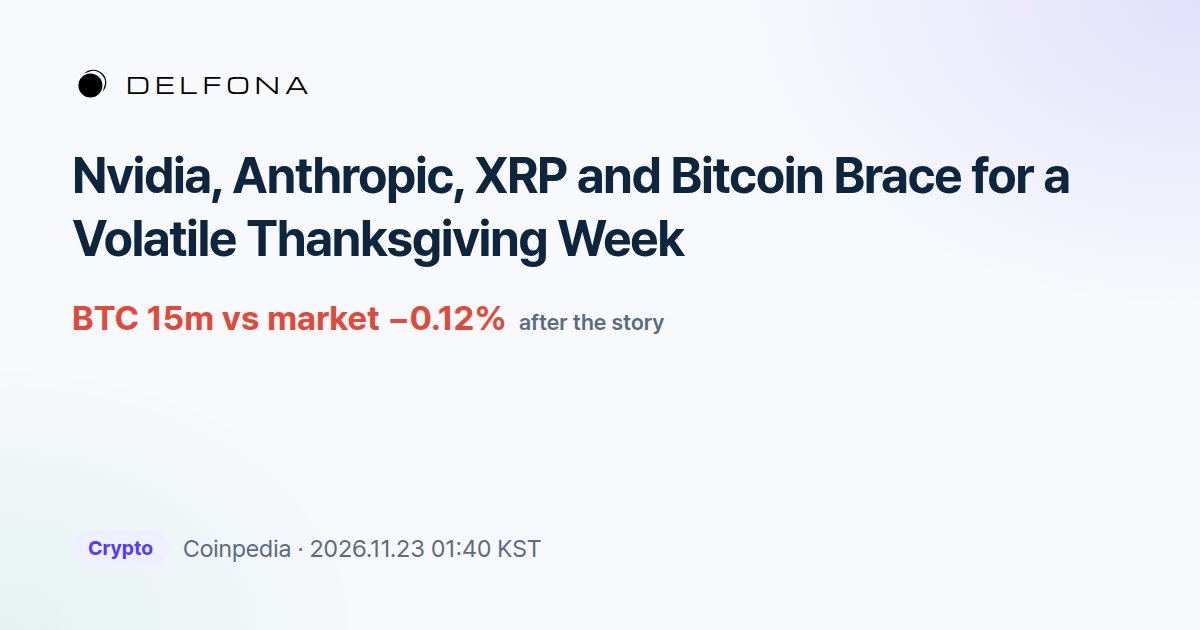 DELFONA
Nvidia, Anthropic, XRP and Bitcoin Brace for a
Volatile Thanksgiving Week
BTC 15m vs market −0.12% after the story
Crypto Coinpedia · 2026.11.23 01:40 KST